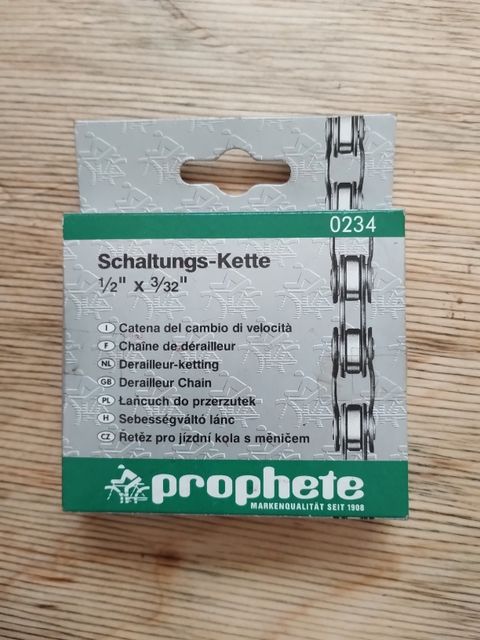 0234
Schaltungs-Kette
1/2" x 3/32"
I Catena del cambio di velocità
F Chaîne de dérailleur
NL Derailleur-ketting
GB Derailleur Chain
PL Łańcuch do przerzutek
H Sebességváltó lánc
CZ Řetěz pro jízdní kola s měničem
prophete
MARKENQUALITÄT SEIT 1908